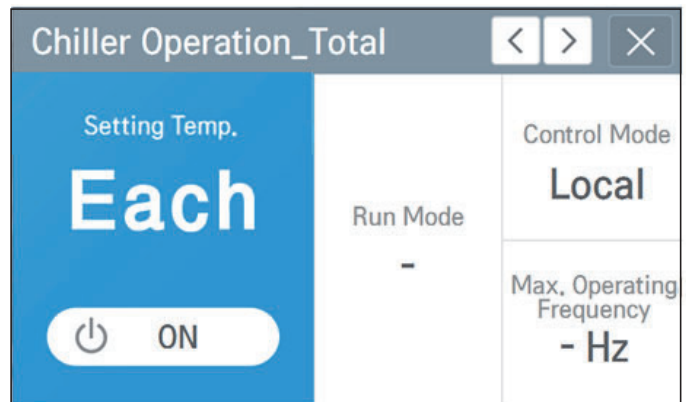 Chiller Operation_Total
Setting Temp.
Each
ON
Run Mode
-
Control Mode
Local
Max. Operating
Frequency
- Hz